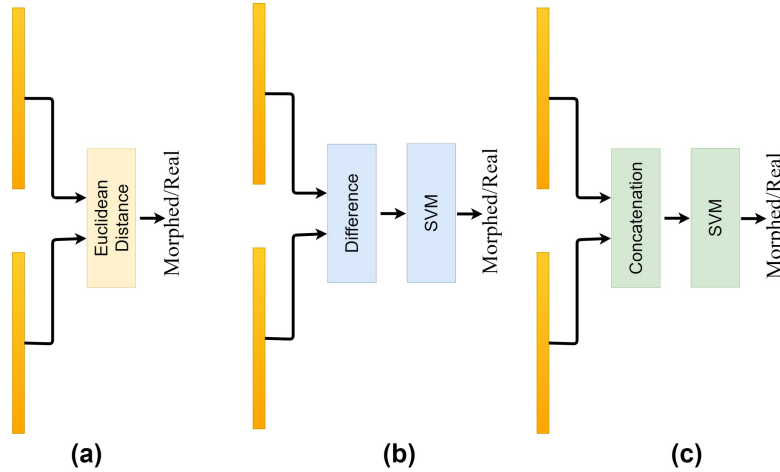 Euclidean
Distance
Morphed/Real
(a)
Difference
SVM
Morphed/Real
(b)
Concatenation
SVM
Morphed/Real
(c)